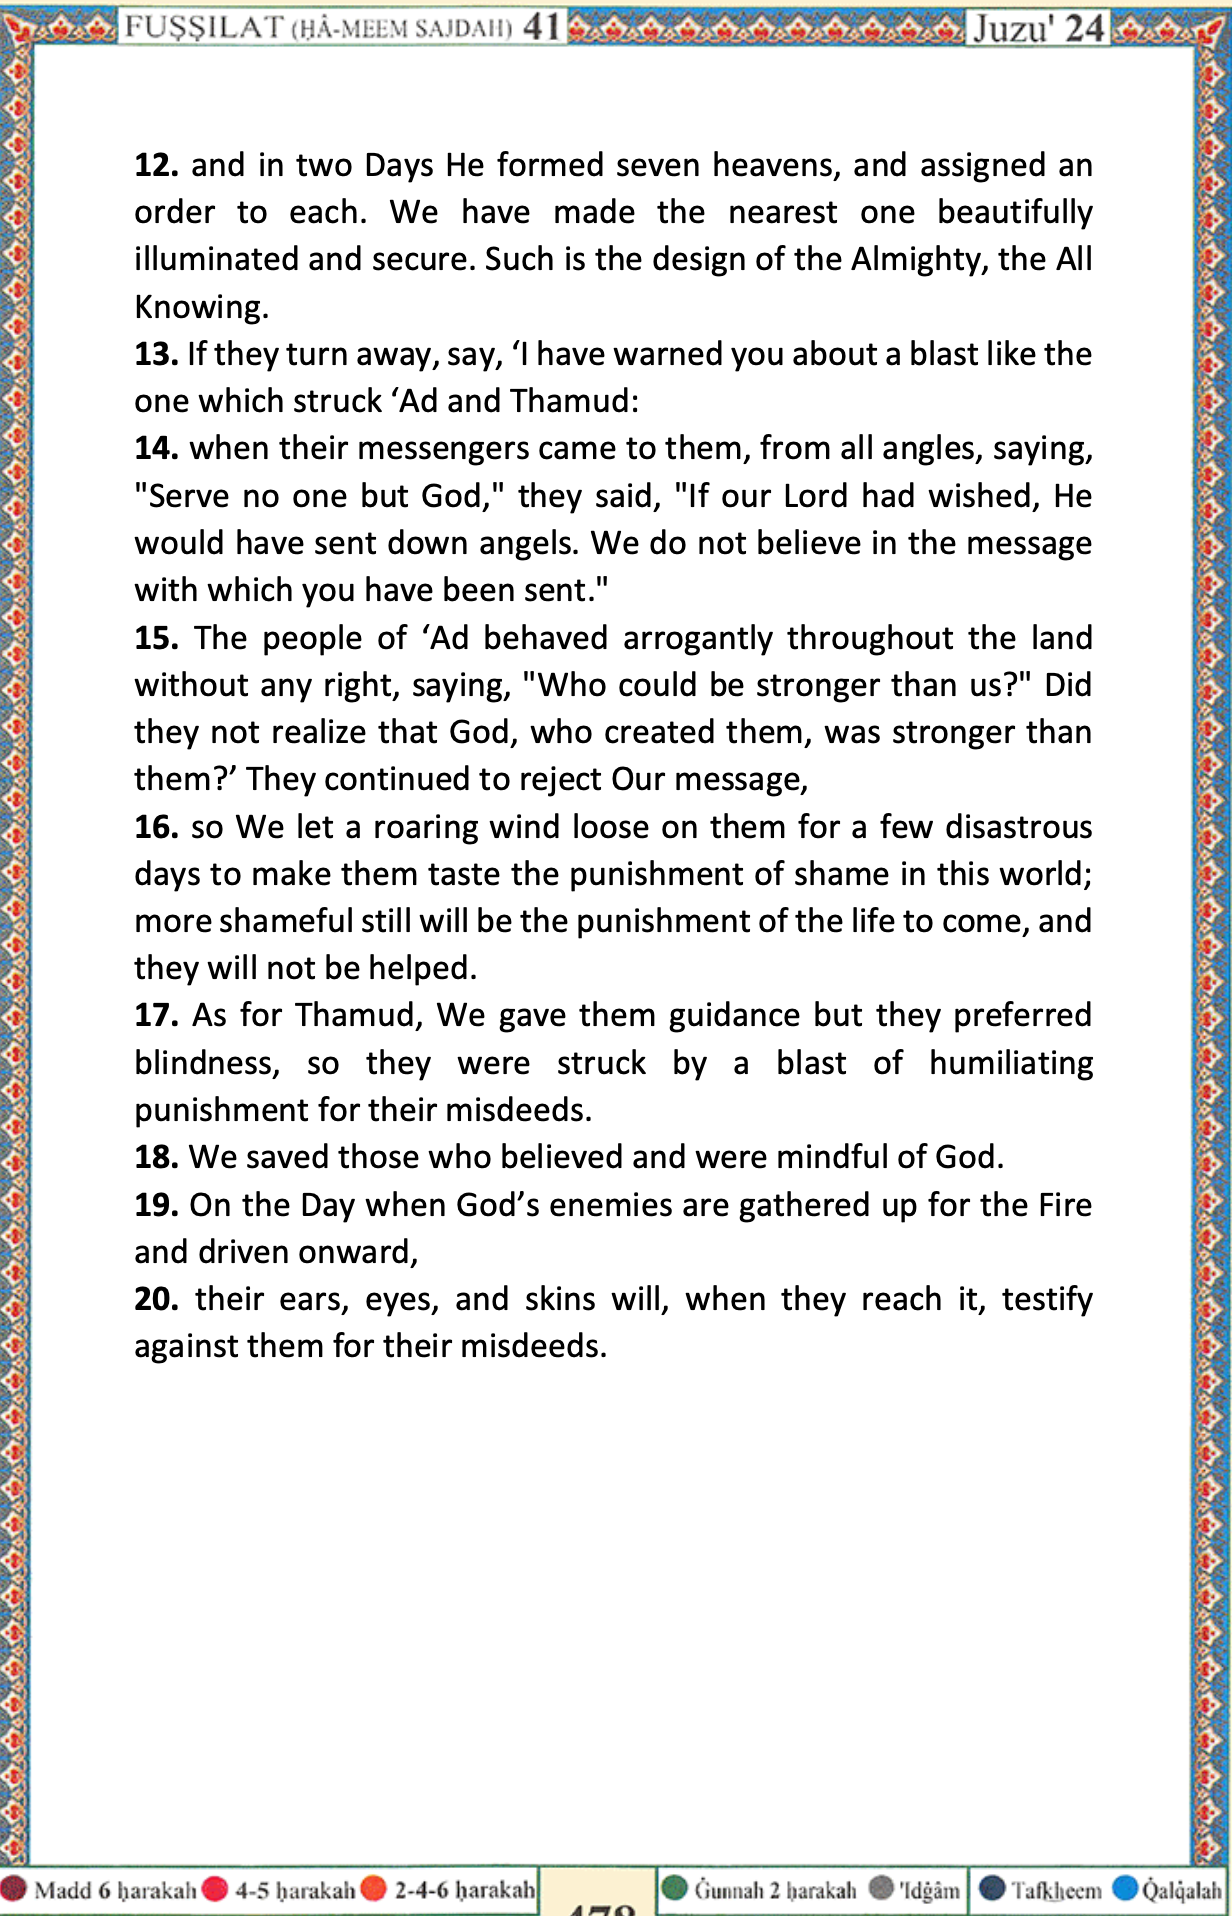 FUṢṢILAT (ḤÂ-MEEM SAJDAH) 41 Juzu' 24
12. and in two Days He formed seven heavens, and assigned an
order to each. We have made the nearest one beautifully
illuminated and secure. Such is the design of the Almighty, the All
Knowing.
13. If they turn away, say, ‘I have warned you about a blast like the
one which struck ‘Ad and Thamud:
14. when their messengers came to them, from all angles, saying,
"Serve no one but God," they said, "If our Lord had wished, He
would have sent down angels. We do not believe in the message
with which you have been sent."
15. The people of ‘Ad behaved arrogantly throughout the land
without any right, saying, "Who could be stronger than us?" Did
they not realize that God, who created them, was stronger than
them?’ They continued to reject Our message,
16. so We let a roaring wind loose on them for a few disastrous
days to make them taste the punishment of shame in this world;
more shameful still will be the punishment of the life to come, and
they will not be helped.
17. As for Thamud, We gave them guidance but they preferred
blindness, so they were struck by a blast of humiliating
punishment for their misdeeds.
18. We saved those who believed and were mindful of God.
19. On the Day when God’s enemies are gathered up for the Fire
and driven onward,
20. their ears, eyes, and skins will, when they reach it, testify
against them for their misdeeds.
Madd 6 ḥarakah 4-5 ḥarakah 2-4-6 ḥarakah 478 Ġunnah 2 ḥarakah 'Idġâm Tafkheem Q̇alq̇alah